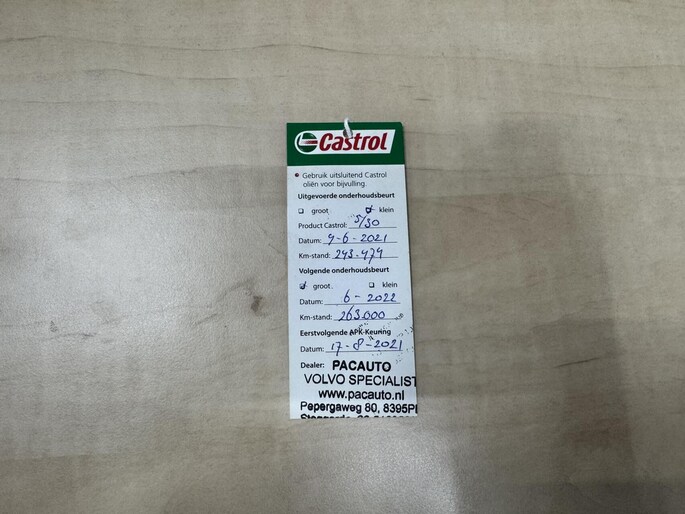 Castrol
Gebruik uitsluitend Castrol
oliën voor bijvulling.
Uitgevoerde onderhoudsbeurt
groot klein
Product Castrol: 5/30
Datum: 9-6-2021
Km-stand: 243.479
Volgende onderhoudsbeurt
groot klein
Datum: 6-2022
Km-stand: 263.000
Eerstvolgende APK-Keuring
Datum: 17-8-2021
Dealer: PACAUTO
VOLVO SPECIALIST
www.pacauto.nl
Pepergaweg 80, 8395P